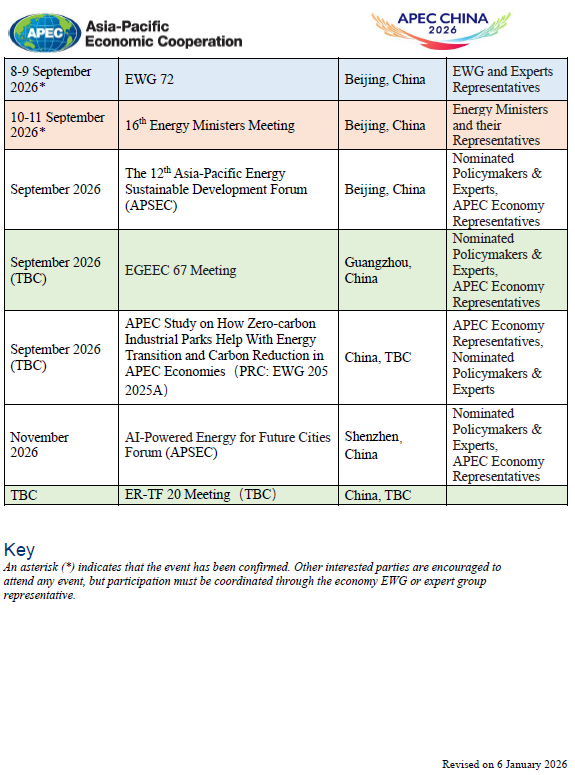 APEC
Asia-Pacific
Economic Cooperation
APEC CHINA
2026
8-9 September
2026*
EWG 72
Beijing, China
EWG and Experts
Representatives
10-11 September
2026*
16th Energy Ministers Meeting
Beijing, China
Energy Ministers
and their
Representatives
September 2026
The 12th Asia-Pacific Energy
Sustainable Development Forum
(APSEC)
Beijing, China
Nominated
Policymakers &
Experts,
APEC Economy
Representatives
September 2026
(TBC)
EGEEC 67 Meeting
Guangzhou,
China
Nominated
Policymakers &
Experts,
APEC Economy
Representatives
September 2026
(TBC)
APEC Study on How Zero-carbon
Industrial Parks Help With Energy
Transition and Carbon Reduction in
APEC Economies（PRC: EWG 205
2025A）
China, TBC
APEC Economy
Representatives,
Nominated
Policymakers &
Experts
November
2026
AI-Powered Energy for Future Cities
Forum (APSEC)
Shenzhen,
China
Nominated
Policymakers &
Experts,
APEC Economy
Representatives
TBC
ER-TF 20 Meeting（TBC）
China, TBC
Key
An asterisk (*) indicates that the event has been confirmed. Other interested parties are encouraged to
attend any event, but participation must be coordinated through the economy EWG or expert group
representative.
Revised on 6 January 2026